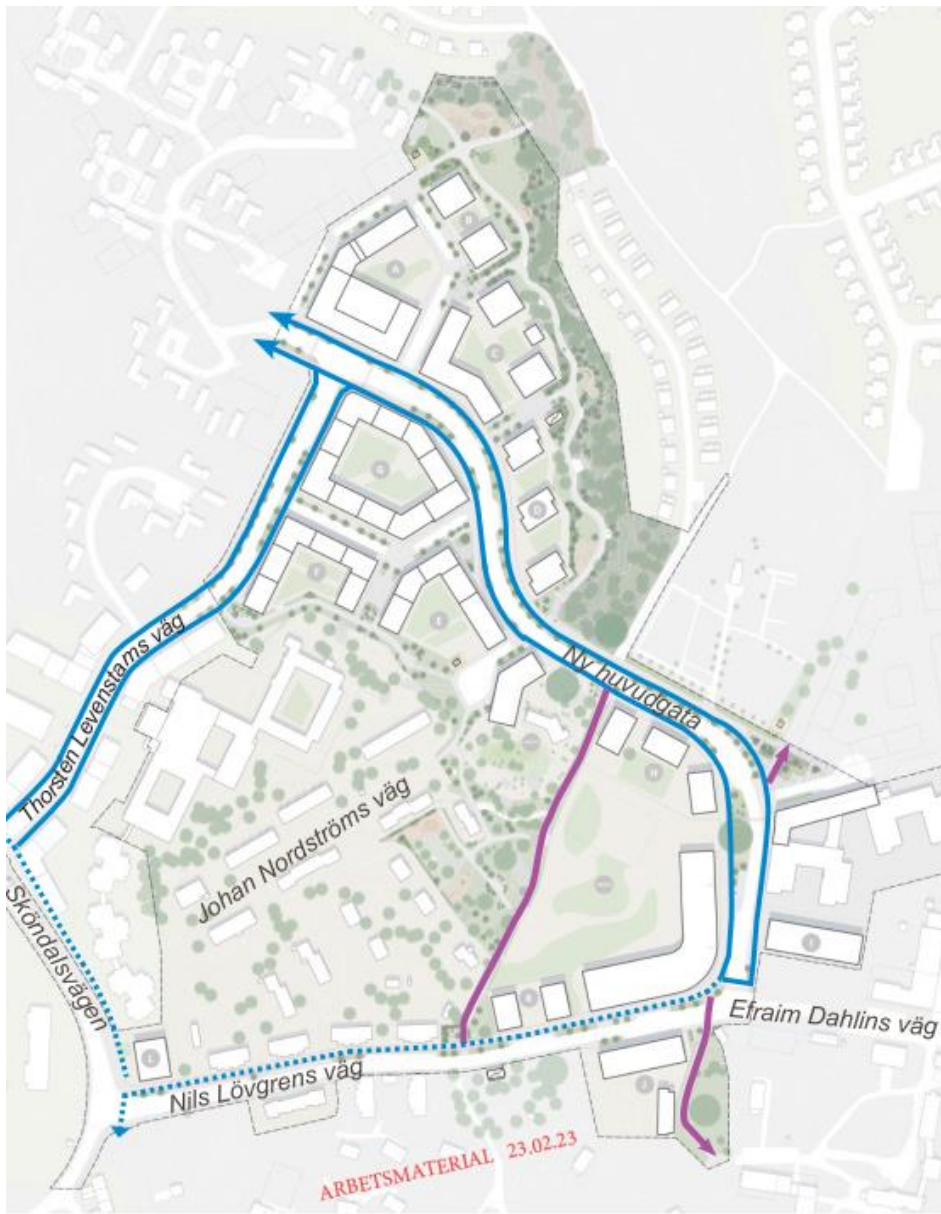 B
A
C
G
D
F
E
Thorsten Levenstams väg
Ny huvudgata
H
Johan Nordströms väg
Sköndalsvägen
Efraim Dahlins väg
Nils Lövgrens väg
ARBETSMATERIAL 23.02.23